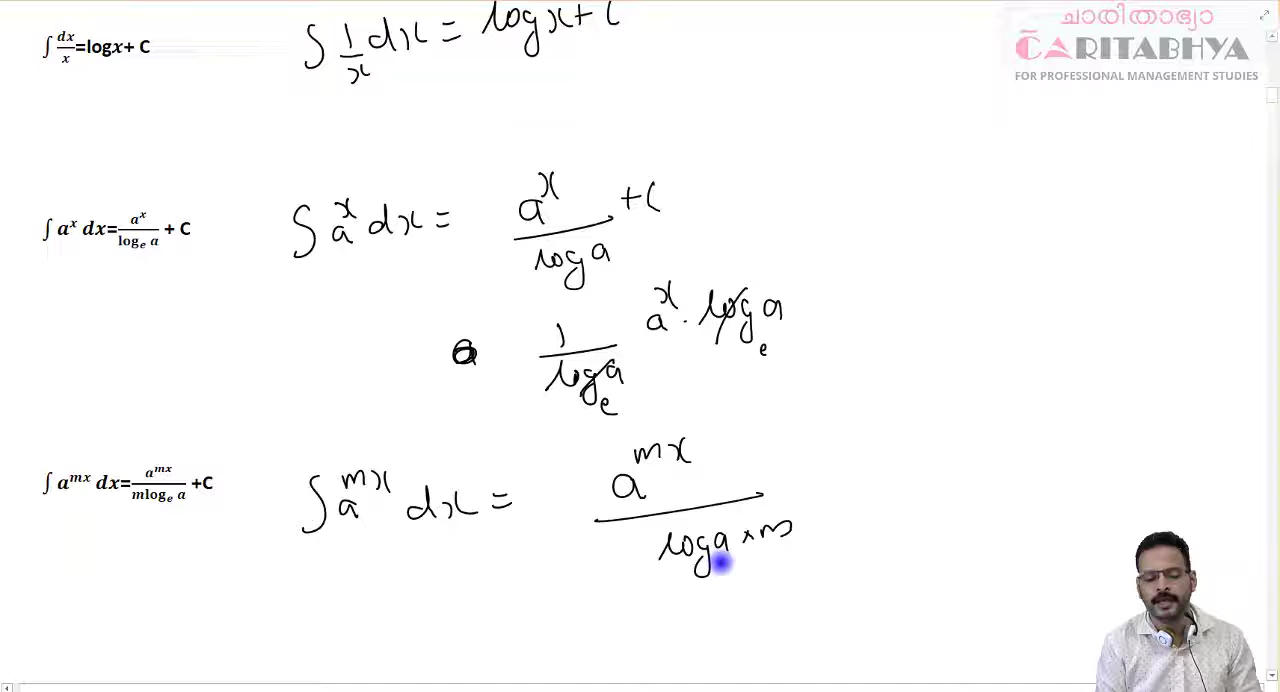 ചാരിതാഭ്യാ
CARITABHYA
FOR PROFESSIONAL MANAGEMENT STUDIES
∫ dx/x =logx+ C
∫ 1/x dx = log x + C
∫ a^x dx= a^x/log_e a + C
∫ a^x dx = a^x/log a + C
a^x . log_e a
a 1/log_e a
∫ a^mx dx= a^mx/mlog_e a +C
∫ a^mx dx = a^mx/log a × m